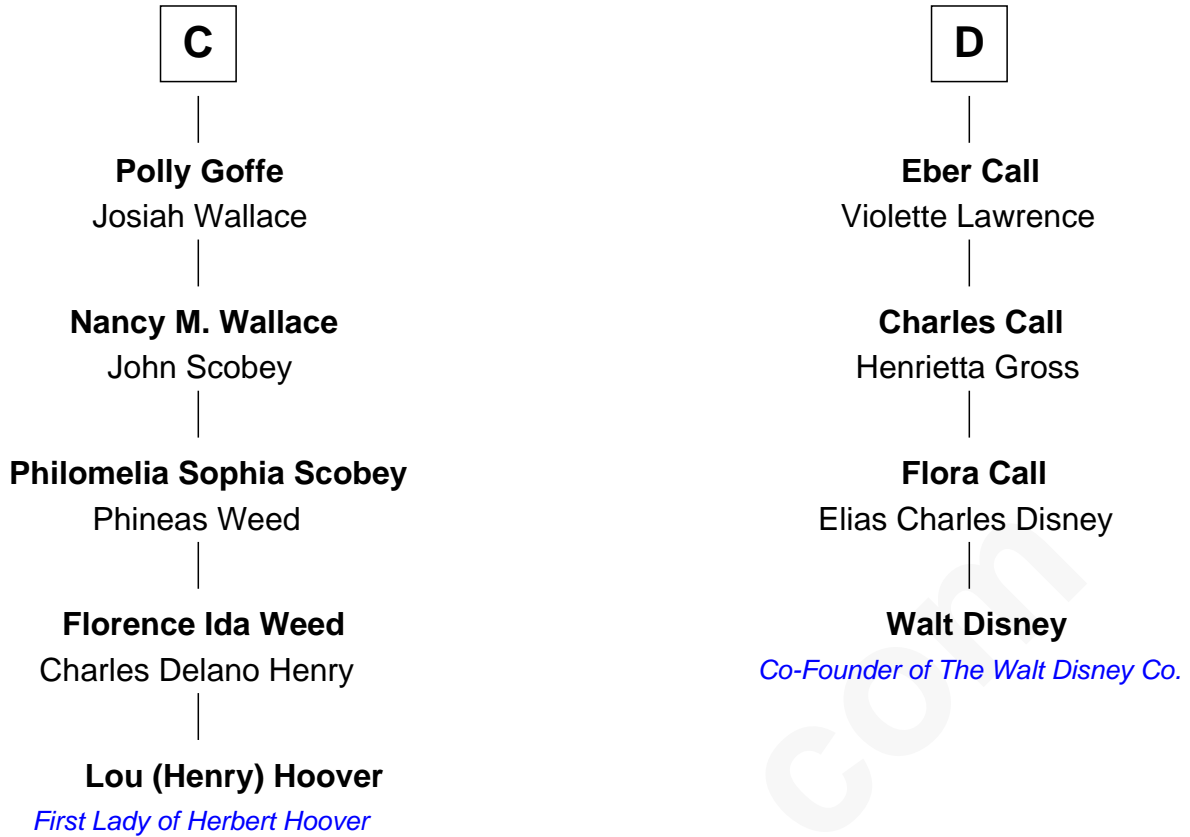 C
Polly Goffe
Josiah Wallace
Nancy M. Wallace
John Scobey
Philomelia Sophia Scobey
Phineas Weed
Florence Ida Weed
Charles Delano Henry
Lou (Henry) Hoover
First Lady of Herbert Hoover
D
Eber Call
Violette Lawrence
Charles Call
Henrietta Gross
Flora Call
Elias Charles Disney
Walt Disney
Co-Founder of The Walt Disney Co.
com